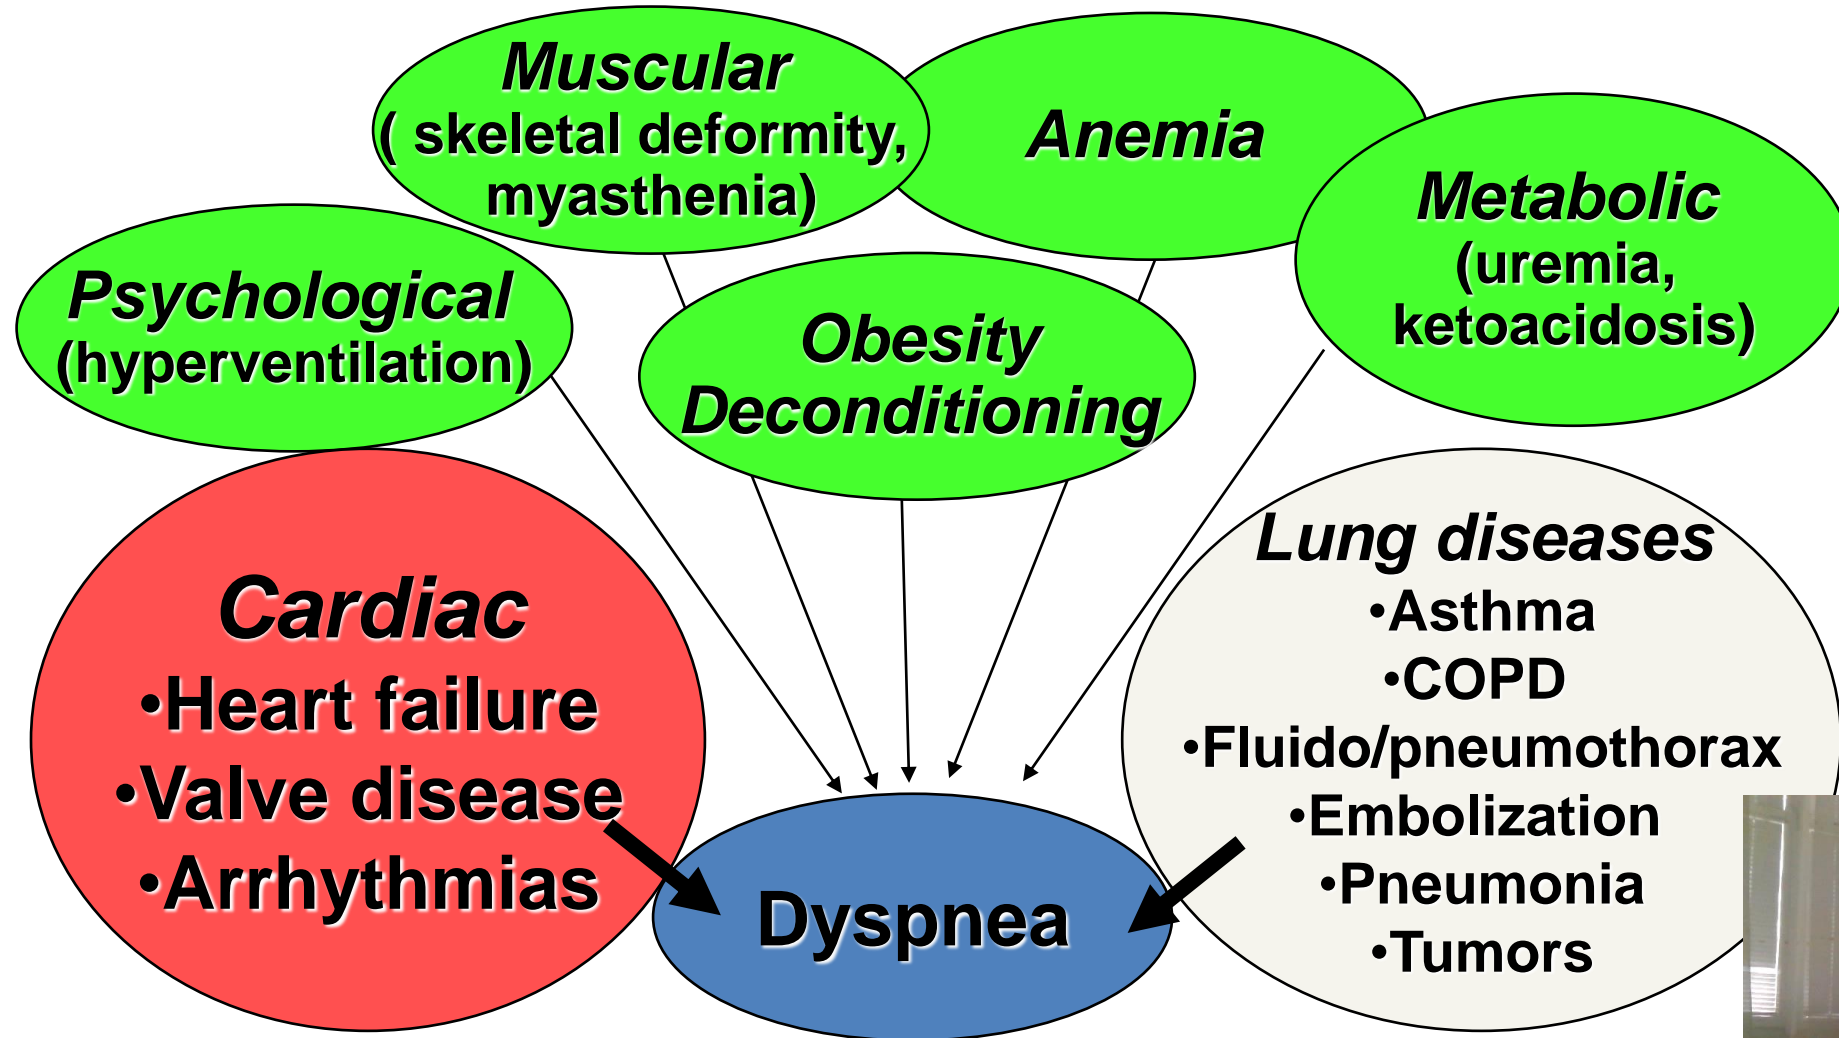 Muscular
( skeletal deformity,
myasthenia)
Anemia
Metabolic
(uremia,
ketoacidosis)
Psychological
(hyperventilation)
Obesity
Deconditioning
Cardiac
•Heart failure
•Valve disease
•Arrhythmias
Lung diseases
•Asthma
•COPD
•Fluido/pneumothorax
•Embolization
•Pneumonia
•Tumors
Dyspnea